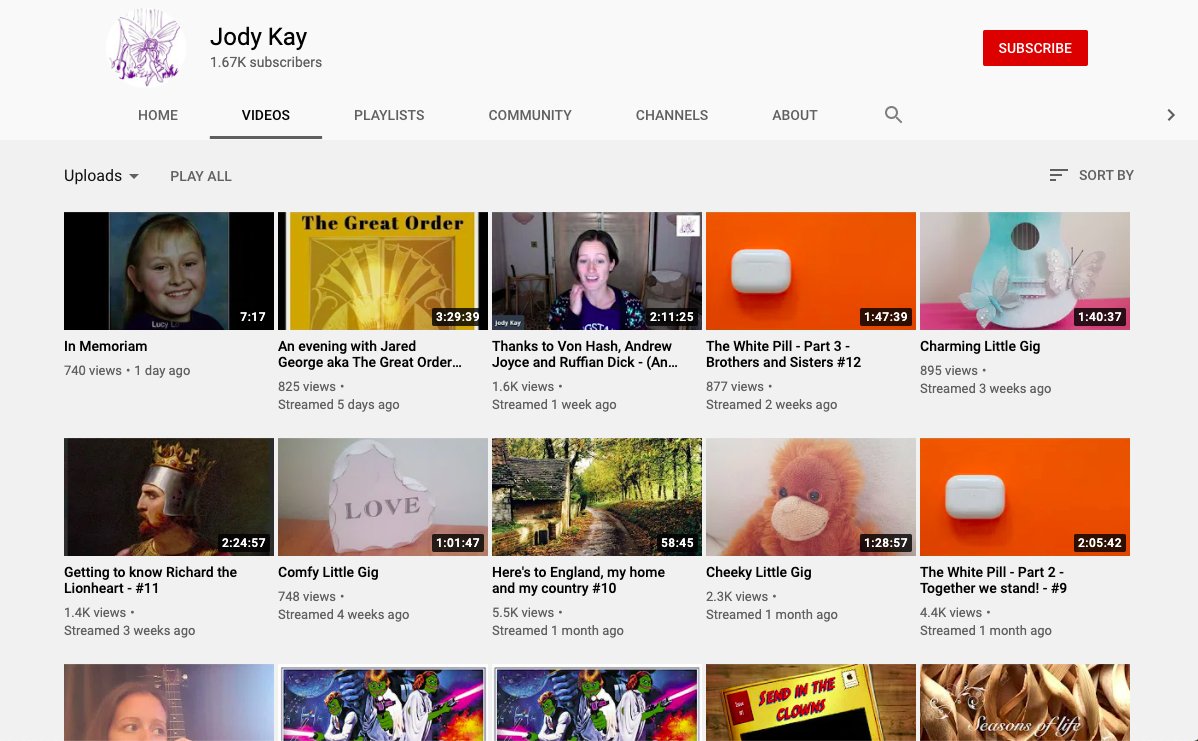 Jody Kay
1.67K subscribers
SUBSCRIBE
HOME VIDEOS PLAYLISTS COMMUNITY CHANNELS ABOUT
Uploads PLAY ALL SORT BY
Lucy Lo
7:17
In Memoriam
740 views • 1 day ago
The Great Order
3:29:39
An evening with Jared
George aka The Great Order...
825 views •
Streamed 5 days ago
Jody Kay
2:11:25
Thanks to Von Hash, Andrew
Joyce and Ruffian Dick - (An...
1.6K views •
Streamed 1 week ago
1:47:39
The White Pill - Part 3 -
Brothers and Sisters #12
877 views •
Streamed 2 weeks ago
1:40:37
Charming Little Gig
895 views •
Streamed 3 weeks ago
2:24:57
Getting to know Richard the
Lionheart - #11
1.4K views •
Streamed 3 weeks ago
LOVE
1:01:47
Comfy Little Gig
748 views •
Streamed 4 weeks ago
58:45
Here's to England, my home
and my country #10
5.5K views •
Streamed 1 month ago
1:28:57
Cheeky Little Gig
2.3K views •
Streamed 1 month ago
2:05:42
The White Pill - Part 2 -
Together we stand! - #9
4.4K views •
Streamed 1 month ago
SEND IN THE
CLOWNS
Seasons of life